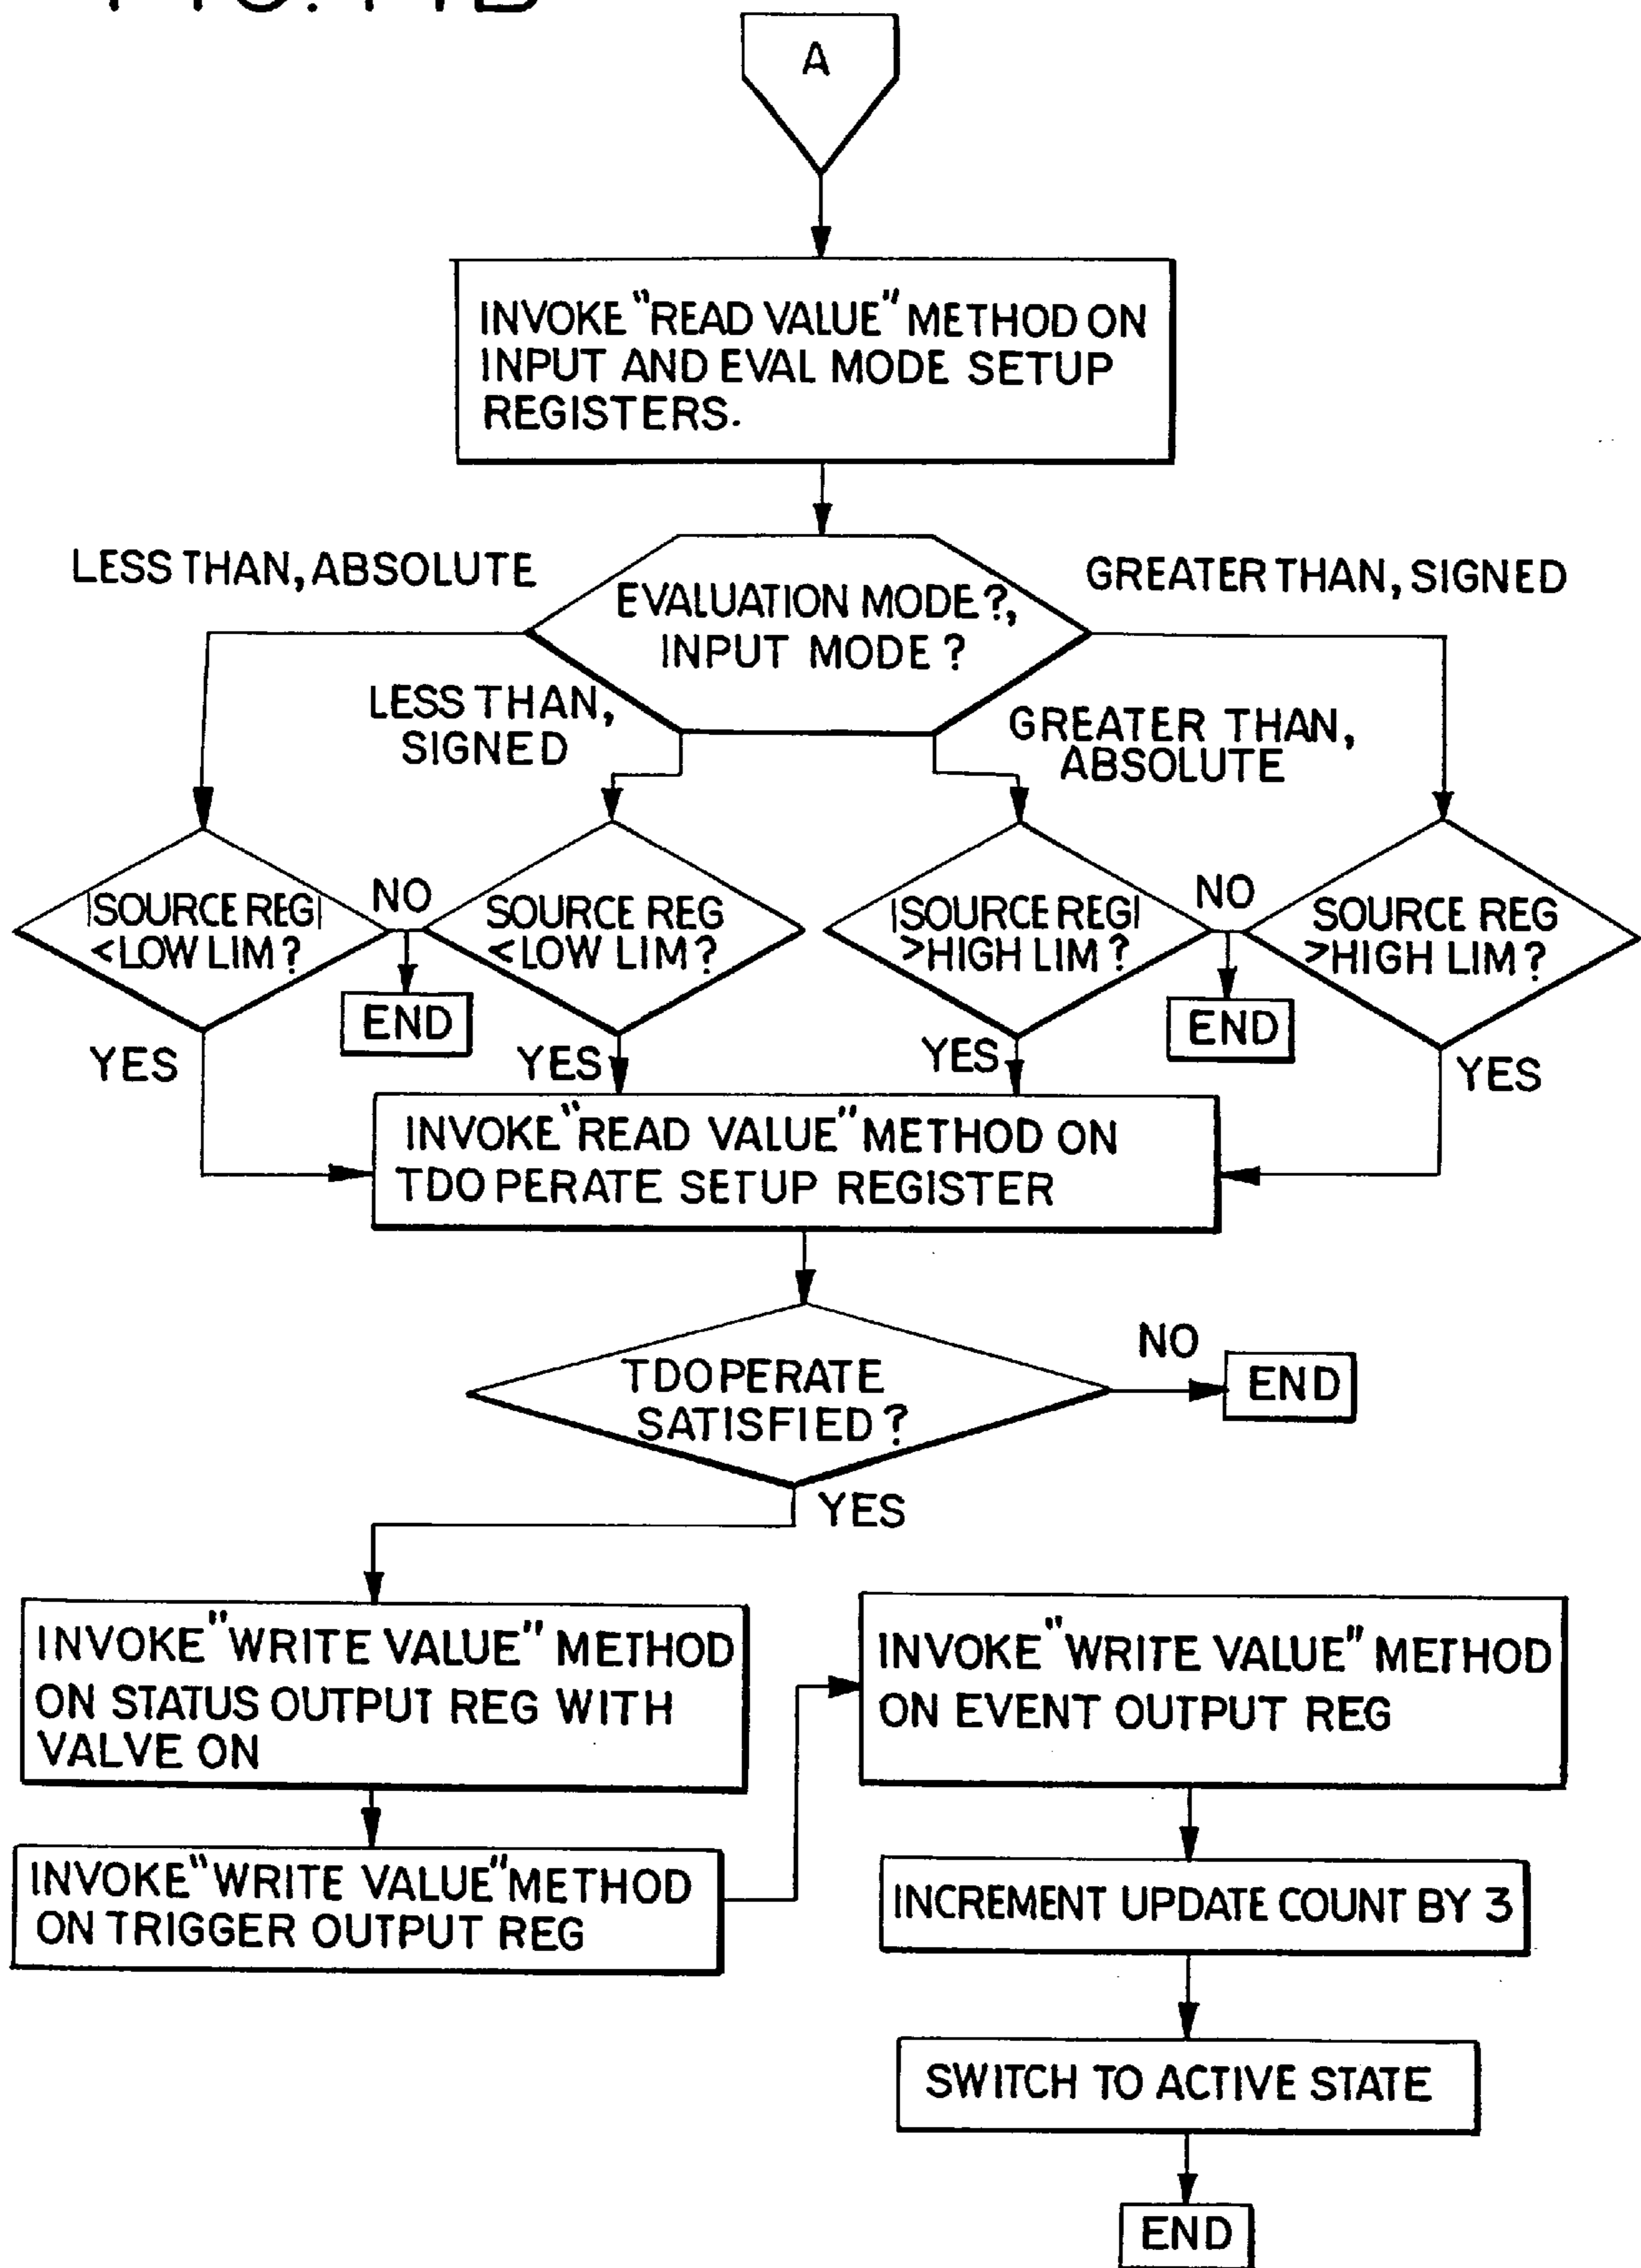 A
INVOKE "READ VALUE" METHOD ON
INPUT AND EVAL MODE SETUP
REGISTERS.
LESS THAN, ABSOLUTE
EVALUATION MODE?,
INPUT MODE?
GREATER THAN, SIGNED
LESS THAN,
SIGNED
GREATER THAN,
ABSOLUTE
|SOURCE REG|
<LOW LIM?
NO
SOURCE REG
<LOW LIM?
|SOURCE REG|
>HIGH LIM?
NO
SOURCE REG
>HIGH LIM?
END
END
YES
YES
YES
YES
INVOKE "READ VALUE" METHOD ON
TDOPERATE SETUP REGISTER
TDOPERATE
SATISFIED?
NO
END
YES
INVOKE "WRITE VALUE" METHOD
ON STATUS OUTPUT REG WITH
VALVE ON
INVOKE "WRITE VALUE" METHOD
ON EVENT OUTPUT REG
INVOKE "WRITE VALUE" METHOD
ON TRIGGER OUTPUT REG
INCREMENT UPDATE COUNT BY 3
SWITCH TO ACTIVE STATE
END